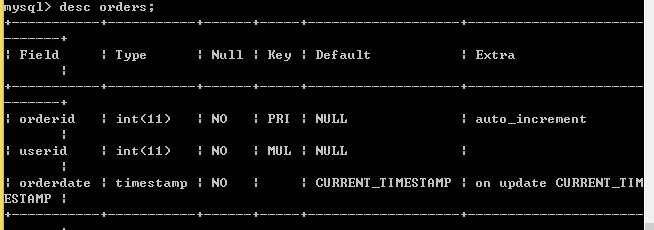 mysql> desc orders;
+-----------+-----------+------+-----+-------------------+----------------------
-------+
| Field     | Type      | Null | Key | Default           | Extra
       |
+-----------+-----------+------+-----+-------------------+----------------------
-------+
| orderid   | int(11)   | NO   | PRI | NULL              | auto_increment
       |
| userid    | int(11)   | NO   | MUL | NULL              |
       |
| orderdate | timestamp | NO   |     | CURRENT_TIMESTAMP | on update CURRENT_TIM
ESTAMP |
+-----------+-----------+------+-----+-------------------+----------------------
-------+